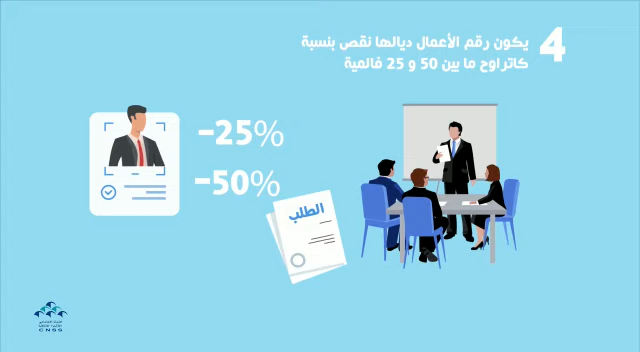 4
يكون رقم الأعمال ديالها نقص بنسبة
كاتراوح ما بين 50 و 25 فالمية
-25%
-50%
الطلب
CNSS